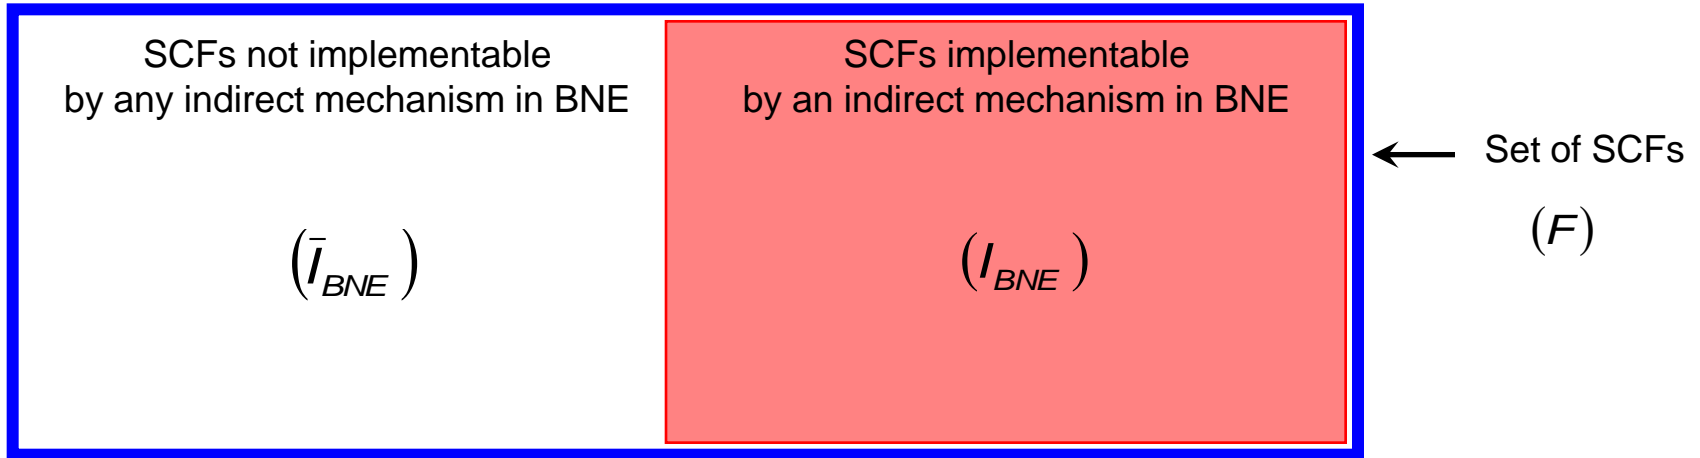 SCFs not implementable
by any indirect mechanism in BNE
(Ī_BNE)
SCFs implementable
by an indirect mechanism in BNE
(I_BNE)
Set of SCFs
(F)